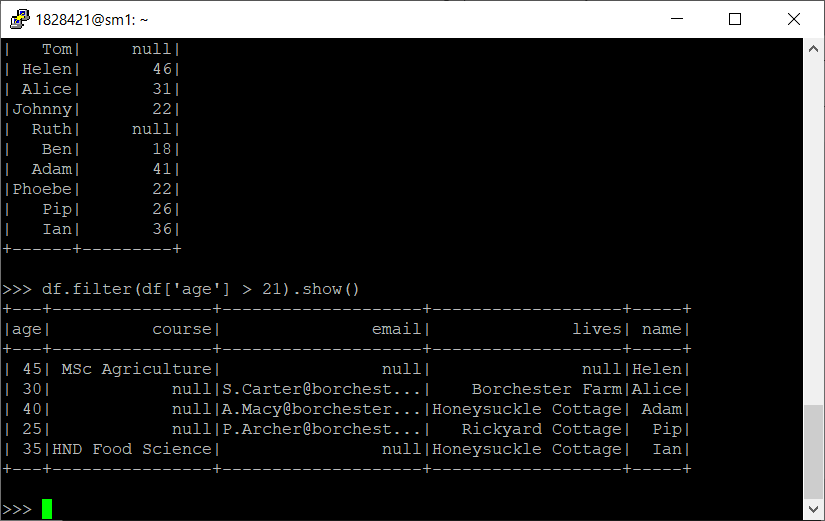 1828421@sm1: ~
|   Tom|     null|
| Helen|       46|
| Alice|       31|
|Johnny|       22|
|  Ruth|     null|
|   Ben|       18|
|  Adam|       41|
|Phoebe|       22|
|   Pip|       26|
|   Ian|       36|
+------+---------+
>>> df.filter(df['age'] > 21).show()
+---+----------------+--------------------+-------------------+-----+
|age|          course|               email|              lives| name|
+---+----------------+--------------------+-------------------+-----+
| 45| MSc Agriculture|                null|               null|Helen|
| 30|            null|S.Carter@borchest...|    Borchester Farm|Alice|
| 40|            null|A.Macy@borchester...|Honeysuckle Cottage| Adam|
| 25|            null|P.Archer@borchest...|   Rickyard Cottage|  Pip|
| 35|HND Food Science|                null|Honeysuckle Cottage|  Ian|
+---+----------------+--------------------+-------------------+-----+
>>>